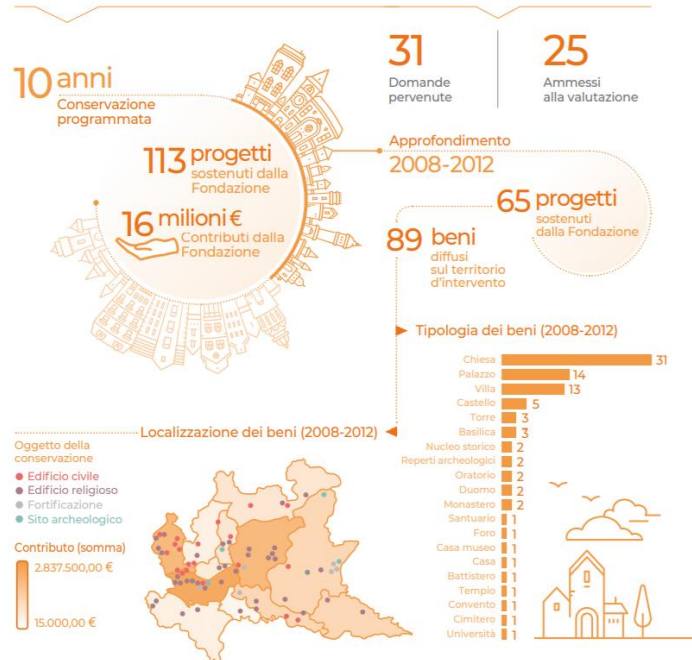 10 anni
Conservazione
programmata
113 progetti
sostenuti dalla
Fondazione
16 milioni €
Contributi dalla
Fondazione
31
Domande
pervenute
25
Ammessi
alla valutazione
Approfondimento
2008-2012
65 progetti
sostenuti
dalla Fondazione
89 beni
diffusi
sul territorio
d'intervento
Tipologia dei beni (2008-2012)
Chiesa 31
Palazzo 14
Villa 13
Castello 5
Torre 3
Basilica 3
Nucleo storico 2
Reperti archeologici 2
Oratorio 2
Duomo 2
Monastero 2
Santuario 1
Foro 1
Casa museo 1
Casa 1
Battistero 1
Tempio 1
Convento 1
Cimitero 1
Università 1
Localizzazione dei beni (2008-2012)
Oggetto della
conservazione
Edificio civile
Edificio religioso
Fortificazione
Sito archeologico
Contributo (somma)
2.837.500,00 €
15.000,00 €